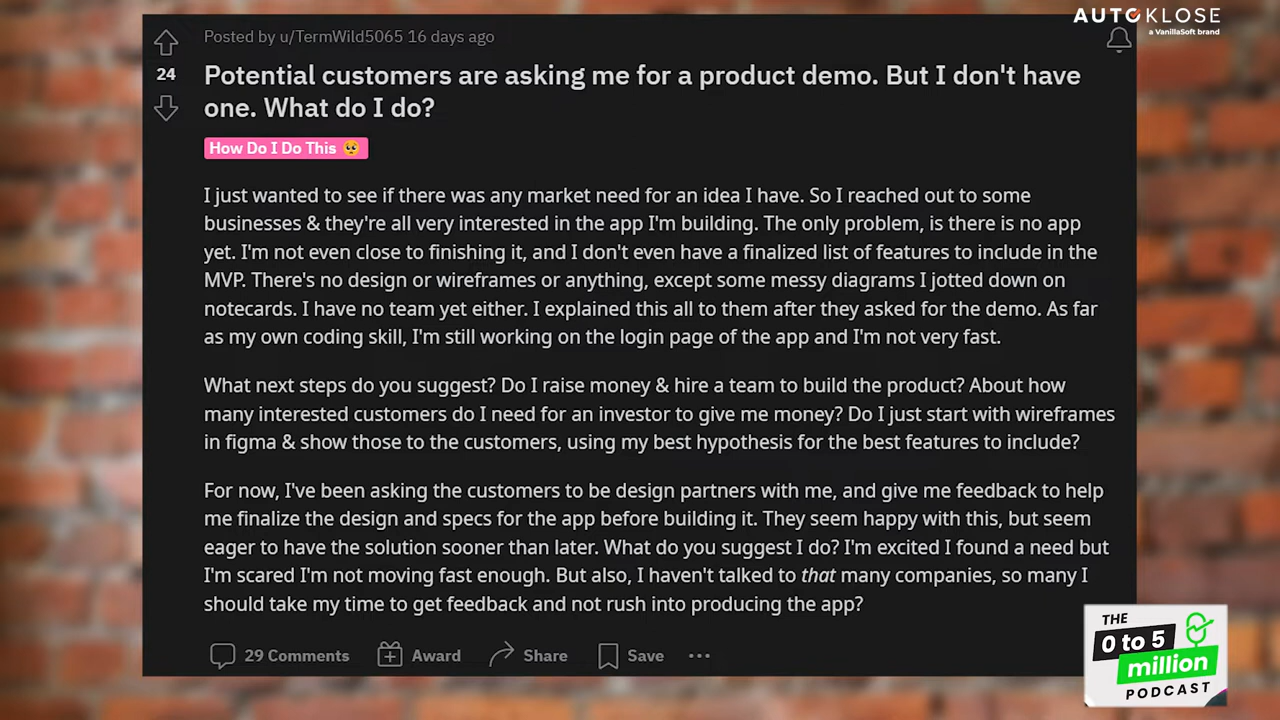 AUTOKLOSE
a VanillaSoft brand
Posted by u/TermWild5065 16 days ago
24
Potential customers are asking me for a product demo. But I don't have
one. What do I do?
How Do I Do This 🥺
I just wanted to see if there was any market need for an idea I have. So I reached out to some
businesses & they're all very interested in the app I'm building. The only problem, is there is no app
yet. I'm not even close to finishing it, and I don't even have a finalized list of features to include in the
MVP. There's no design or wireframes or anything, except some messy diagrams I jotted down on
notecards. I have no team yet either. I explained this all to them after they asked for the demo. As far
as my own coding skill, I'm still working on the login page of the app and I'm not very fast.
What next steps do you suggest? Do I raise money & hire a team to build the product? About how
many interested customers do I need for an investor to give me money? Do I just start with wireframes
in figma & show those to the customers, using my best hypothesis for the best features to include?
For now, I've been asking the customers to be design partners with me, and give me feedback to help
me finalize the design and specs for the app before building it. They seem happy with this, but seem
eager to have the solution sooner than later. What do you suggest I do? I'm excited I found a need but
I'm scared I'm not moving fast enough. But also, I haven't talked to that many companies, so many I
should take my time to get feedback and not rush into producing the app?
29 Comments Award Share Save ...
THE
0 to 5
million
PODCAST